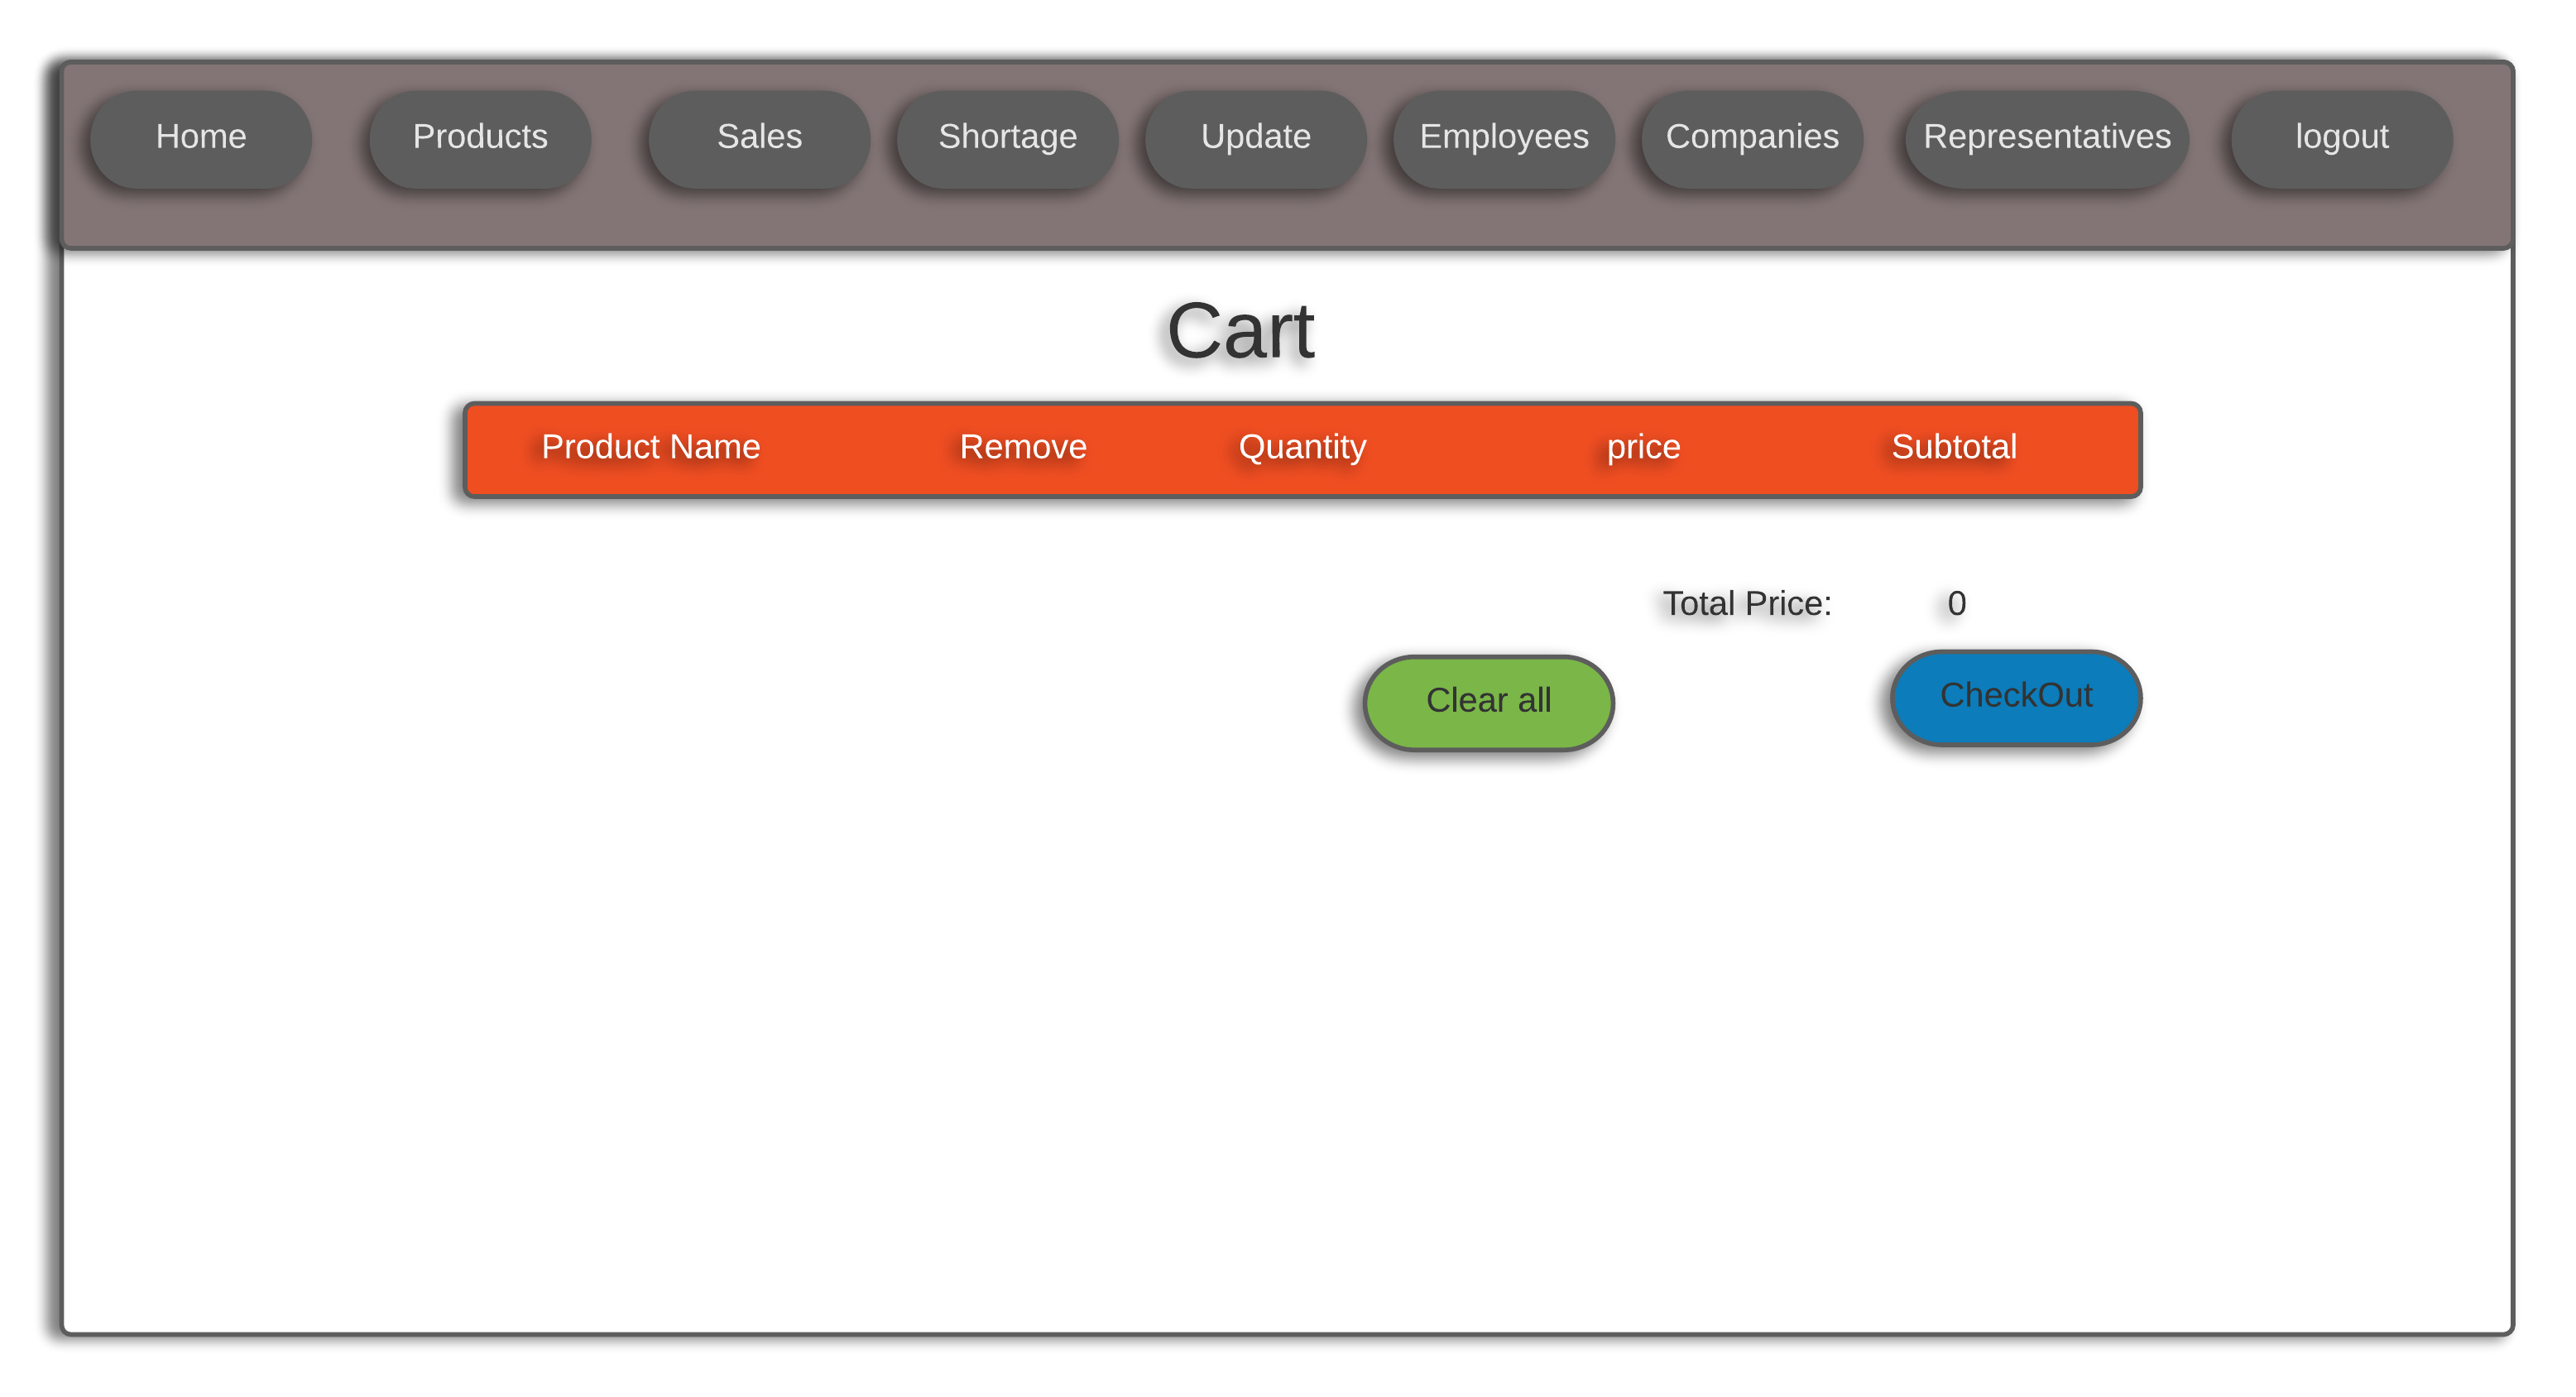 Home Products Sales Shortage Update Employees Companies Representatives logout
Cart
Product Name Remove Quantity price Subtotal
Total Price: 0
Clear all CheckOut